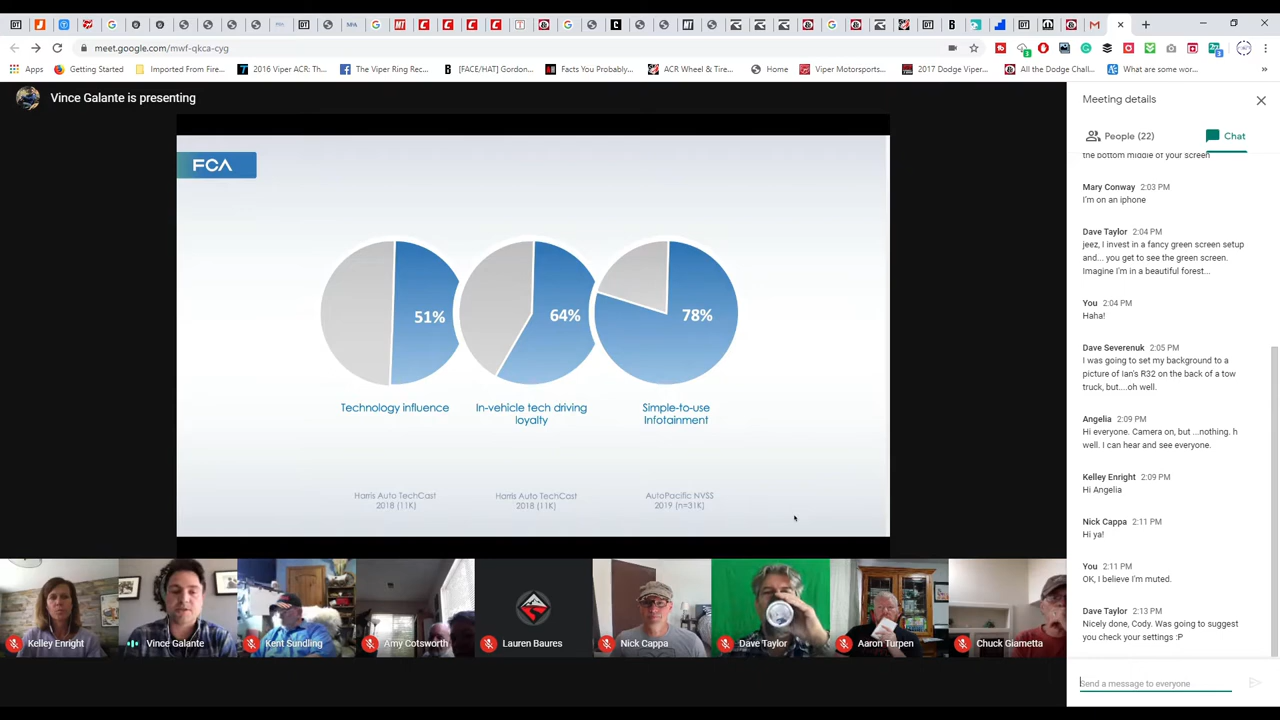 meet.google.com/mwf-qkca-cyg
Apps
Getting Started
Imported From Fire...
2016 Viper ACR: Th...
The Viper Ring Rec...
[FACE/HAT] Gordon...
Facts You Probably...
ACR Wheel & Tire...
Home
Viper Motorsports...
2017 Dodge Viper...
All the Dodge Chall...
What are some wor...
Vince Galante is presenting
FCA
51%
64%
78%
Technology influence
In-vehicle tech driving
loyalty
Simple-to-use
Infotainment
Harris Auto TechCast
2018 (11K)
Harris Auto TechCast
2018 (11K)
AutoPacific NVSS
2019 (n=31K)
Kelley Enright
Vince Galante
Kent Sundling
Amy Cotsworth
Lauren Baures
Nick Cappa
Dave Taylor
Aaron Turpen
Chuck Giametta
Meeting details
People (22)
Chat
the bottom middle of your screen
Mary Conway 2:03 PM
I'm on an iphone
Dave Taylor 2:04 PM
jeez, I invest in a fancy green screen setup
and... you get to see the green screen.
Imagine I'm in a beautiful forest...
You 2:04 PM
Haha!
Dave Severenuk 2:05 PM
I was going to set my background to a
picture of Ian's R32 on the back of a tow
truck, but....oh well.
Angelia 2:09 PM
Hi everyone. Camera on, but ...nothing. h
well. I can hear and see everyone.
Kelley Enright 2:09 PM
Hi Angelia
Nick Cappa 2:11 PM
Hi ya!
You 2:11 PM
OK, I believe I'm muted.
Dave Taylor 2:13 PM
Nicely done, Cody. Was going to suggest
you check your settings :P
Send a message to everyone